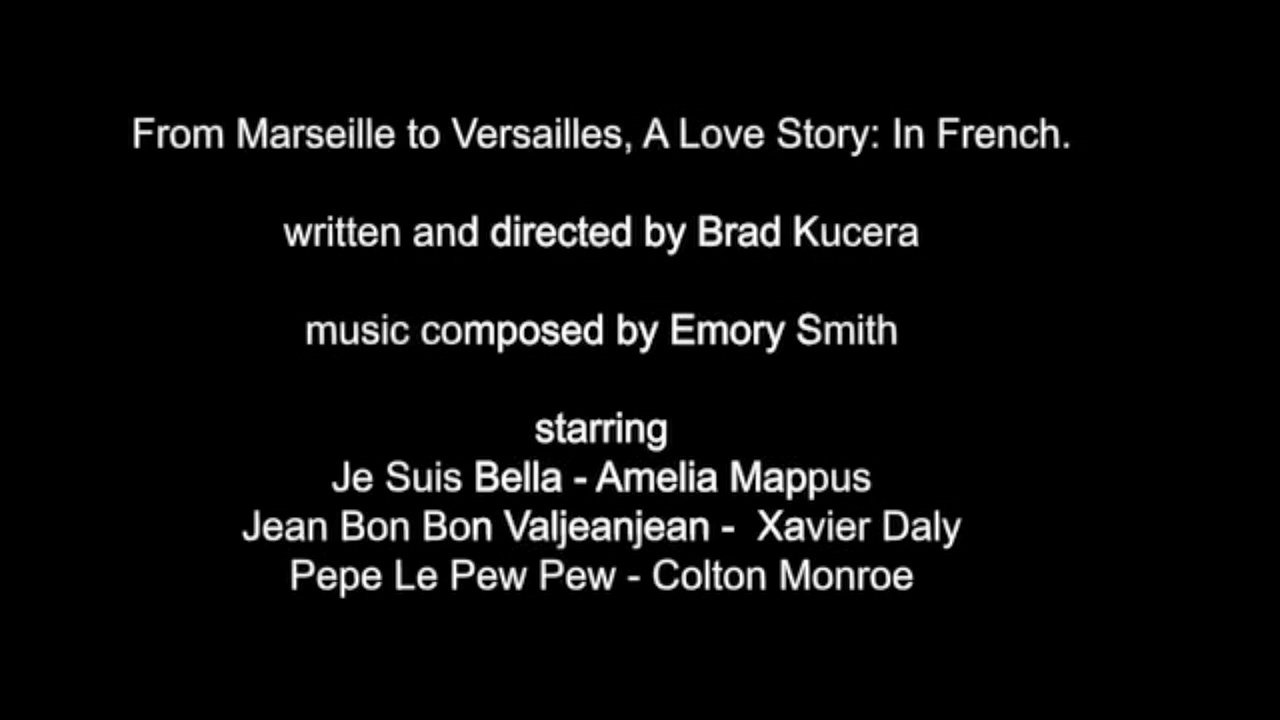 From Marseille to Versailles, A Love Story: In French.
written and directed by Brad Kucera
music composed by Emory Smith
starring
Je Suis Bella - Amelia Mappus
Jean Bon Bon Valjeanjean -  Xavier Daly
Pepe Le Pew Pew - Colton Monroe